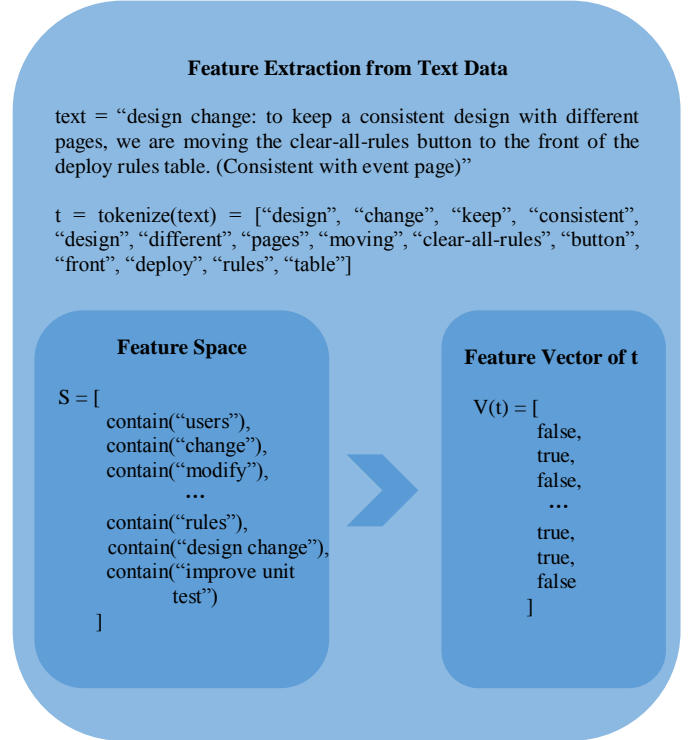 Feature Extraction from Text Data
text = “design change: to keep a consistent design with different
pages, we are moving the clear-all-rules button to the front of the
deploy rules table. (Consistent with event page)”
t = tokenize(text) = [“design”, “change”, “keep”, “consistent”,
“design”, “different”, “pages”, “moving”, “clear-all-rules”, “button”,
“front”, “deploy”, “rules”, “table”]
Feature Space
S = [
contain(“users”),
contain(“change”),
contain(“modify”),
...
contain(“rules”),
contain(“design change”),
contain(“improve unit
test”)
]
Feature Vector of t
V(t) = [
false,
true,
false,
...
true,
true,
false
]